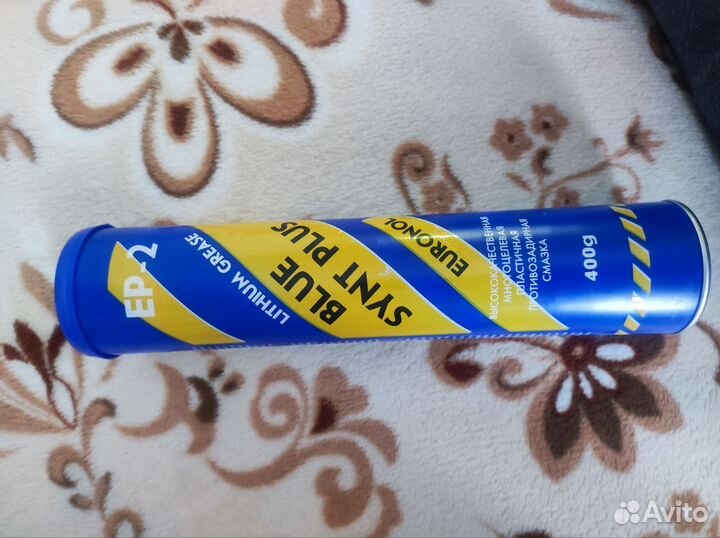 EP-2
LITHIUM GREASE
BLUE
SYNT PLUS
EURONOL
ВЫСОКОКАЧЕСТВЕННАЯ
МНОГОЦЕЛЕВАЯ
ПЛАСТИЧНАЯ
ПРОТИВОЗАДИРНАЯ
СМАЗКА
400g
Avito